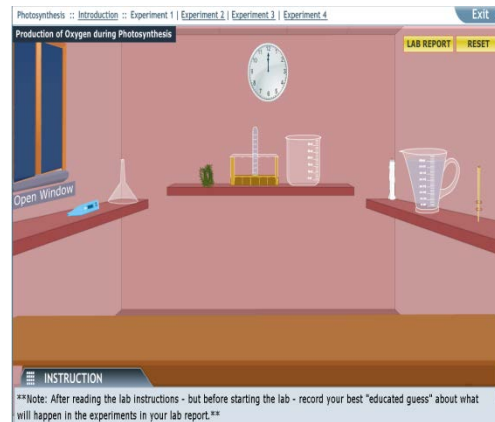 Photosynthesis :: Introduction :: Experiment 1 | Experiment 2 | Experiment 3 | Experiment 4
Exit
Production of Oxygen during Photosynthesis
LAB REPORT
RESET
12
Open Window
INSTRUCTION
**Note: After reading the lab instructions - but before starting the lab - record your best "educated guess" about what
will happen in the experiments in your lab report.**